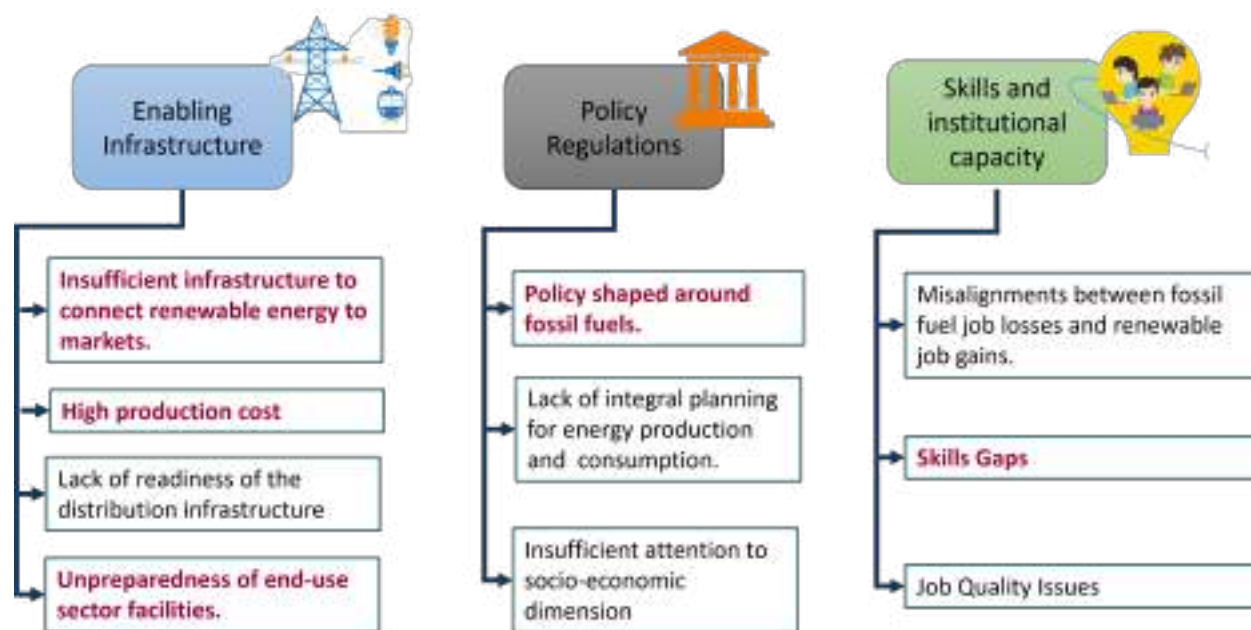 Enabling
Infrastructure
Insufficient infrastructure to
connect renewable energy to
markets.
High production cost
Lack of readiness of the
distribution infrastructure
Unpreparedness of end-use
sector facilities.
Policy
Regulations
Policy shaped around
fossil fuels.
Lack of integral planning
for energy production
and consumption.
Insufficient attention to
socio-economic
dimension
Skills and
institutional
capacity
Misalignments between fossil
fuel job losses and renewable
job gains.
Skills Gaps
Job Quality Issues